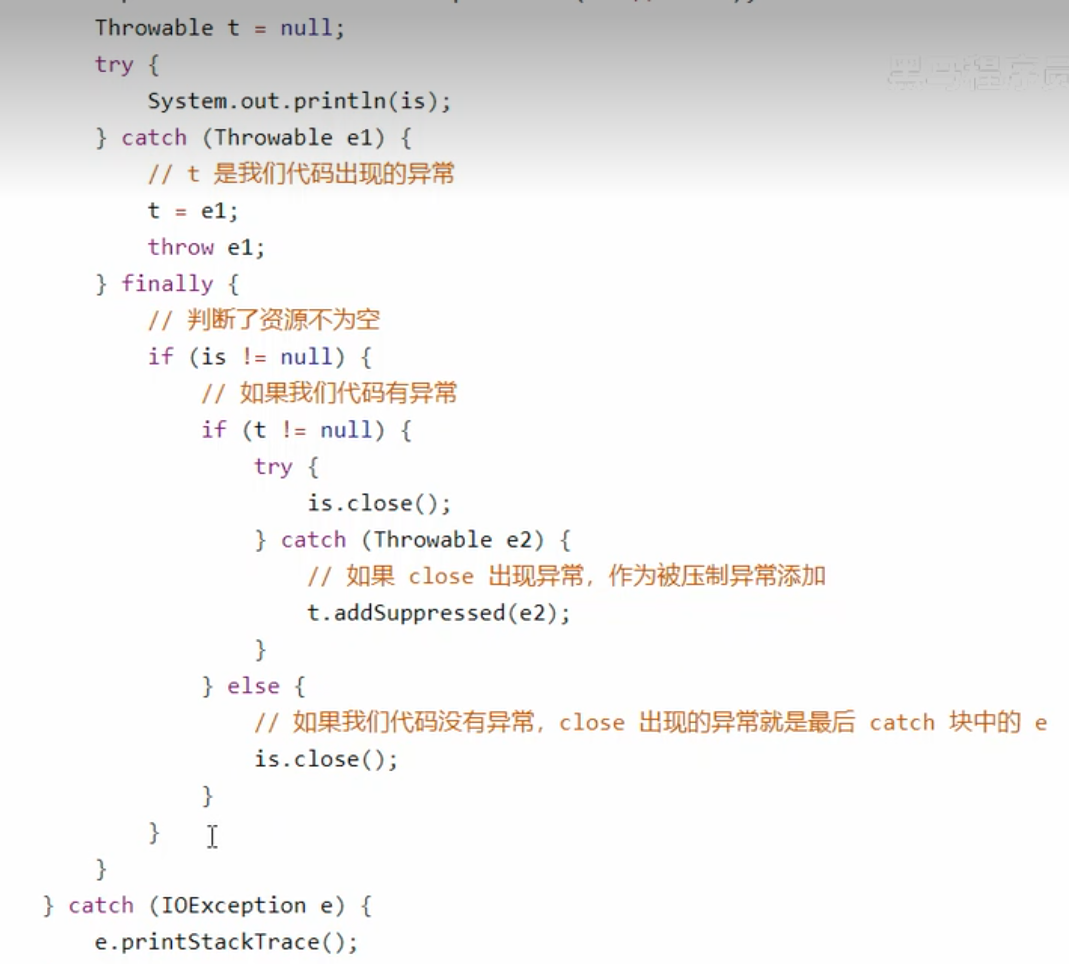 Throwable t = null;
try {
System.out.println(is);
} catch (Throwable e1) {
// t 是我们代码出现的异常
t = e1;
throw e1;
} finally {
// 判断了资源不为空
if (is != null) {
// 如果我们代码有异常
if (t != null) {
try {
is.close();
} catch (Throwable e2) {
// 如果 close 出现异常，作为被压制异常添加
t.addSuppressed(e2);
}
} else {
// 如果我们代码没有异常，close 出现的异常就是最后 catch 块中的 e
is.close();
}
}
}
} catch (IOException e) {
e.printStackTrace();
黑马程序员